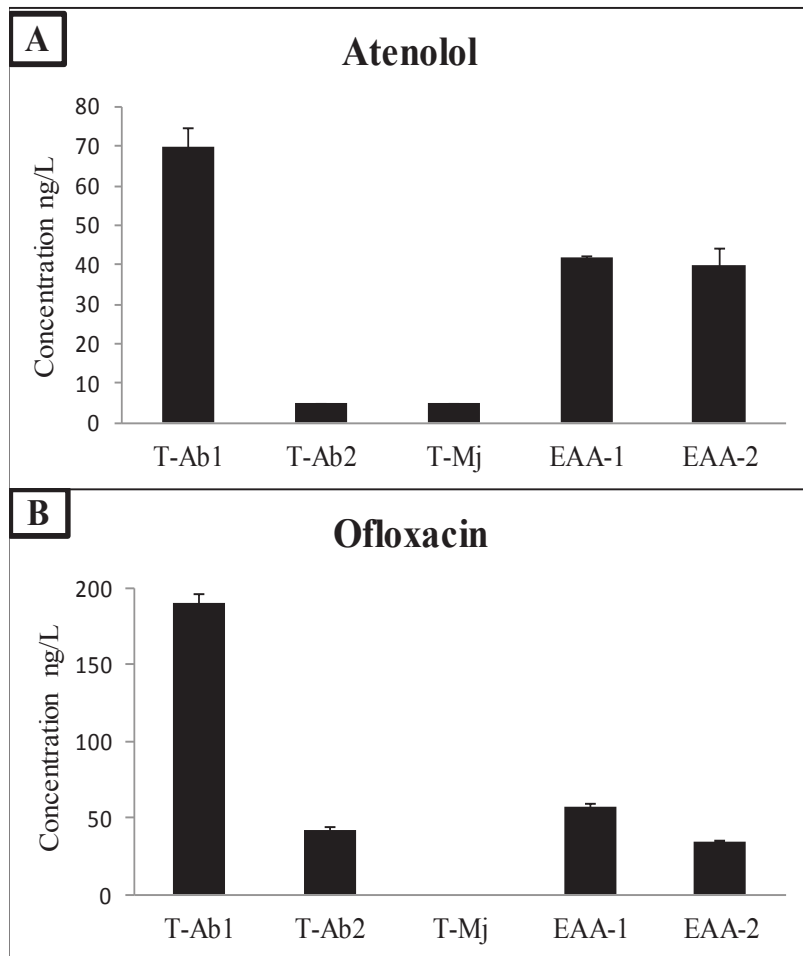 A
Atenolol
80
70
60
50
40
30
20
10
0
Concentration ng/L
T-Ab1 T-Ab2 T-Mj EAA-1 EAA-2
B
Ofloxacin
200
150
100
50
0
Concentration ng/L
T-Ab1 T-Ab2 T-Mj EAA-1 EAA-2